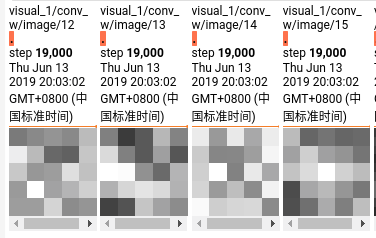 visual_1/conv_
w/image/12
.
step 19,000
Thu Jun 13
2019 20:03:02
GMT+0800 (中
国标准时间)
visual_1/conv_
w/image/13
.
step 19,000
Thu Jun 13
2019 20:03:02
GMT+0800 (中
国标准时间)
visual_1/conv_
w/image/14
.
step 19,000
Thu Jun 13
2019 20:03:02
GMT+0800 (中
国标准时间)
visual_1/conv_
w/image/15
.
step 19,000
Thu Jun 13
2019 20:03:02
GMT+0800 (中
国标准时间)